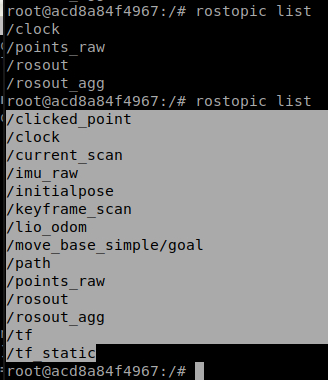 root@acd8a84f4967:/# rostopic list
/clock
/points_raw
/rosout
/rosout_agg
root@acd8a84f4967:/# rostopic list
/clicked_point
/clock
/current_scan
/imu_raw
/initialpose
/keyframe_scan
/lio_odom
/move_base_simple/goal
/path
/points_raw
/rosout
/rosout_agg
/tf
/tf_static
root@acd8a84f4967:/#